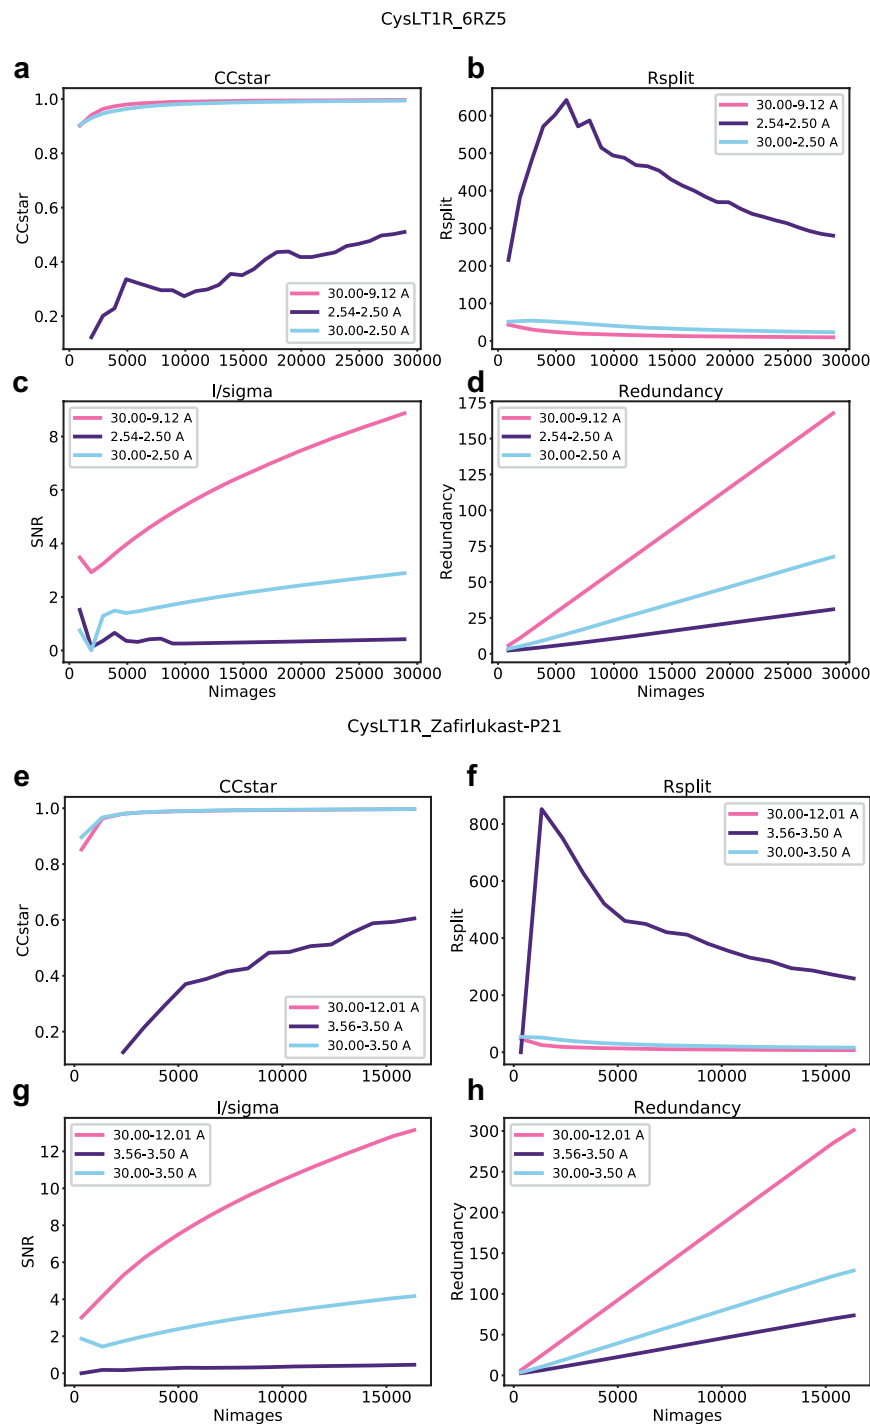 CysLT1R_6RZ5
a
CCstar
1.0
0.8
0.6
0.4
0.2
CCstar
30.00-9.12 A
2.54-2.50 A
30.00-2.50 A
0 5000 10000 15000 20000 25000 30000
b
Rsplit
600
500
400
300
200
100
0
Rsplit
30.00-9.12 A
2.54-2.50 A
30.00-2.50 A
0 5000 10000 15000 20000 25000 30000
c
I/sigma
8
6
4
2
0
SNR
30.00-9.12 A
2.54-2.50 A
30.00-2.50 A
0 5000 10000 15000 20000 25000 30000
Nimages
d
Redundancy
175
150
125
100
75
50
25
0
Redundancy
30.00-9.12 A
2.54-2.50 A
30.00-2.50 A
0 5000 10000 15000 20000 25000 30000
Nimages
CysLT1R_Zafirlukast-P21
e
CCstar
1.0
0.8
0.6
0.4
0.2
CCstar
30.00-12.01 A
3.56-3.50 A
30.00-3.50 A
0 5000 10000 15000
f
Rsplit
800
600
400
200
0
Rsplit
30.00-12.01 A
3.56-3.50 A
30.00-3.50 A
0 5000 10000 15000
g
I/sigma
12
10
8
6
4
2
0
SNR
30.00-12.01 A
3.56-3.50 A
30.00-3.50 A
0 5000 10000 15000
Nimages
h
Redundancy
300
250
200
150
100
50
0
Redundancy
30.00-12.01 A
3.56-3.50 A
30.00-3.50 A
0 5000 10000 15000
Nimages